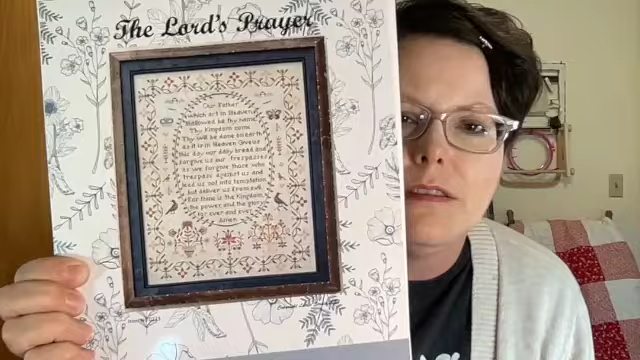 The Lord's Prayer
Our Father
which art in Heaven
Hallowed be thy name
Thy Kingdom come
Thy will be done on earth
as it is in Heaven Give us
this day our daily bread and
forgive us our trespasses
as we forgive those who
trespass against us and
lead us not into temptation
but deliver us from evil
For thine is the Kingdom
the power and the glory
for ever and ever
Amen